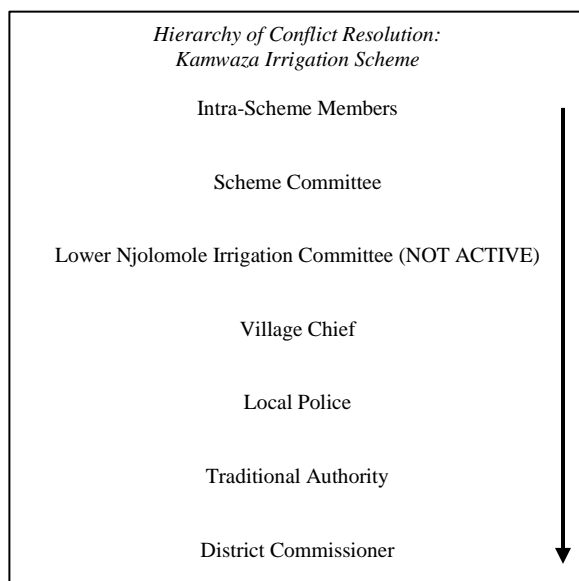 Hierarchy of Conflict Resolution:
Kamwaza Irrigation Scheme
Intra-Scheme Members
Scheme Committee
Lower Njolomole Irrigation Committee (NOT ACTIVE)
Village Chief
Local Police
Traditional Authority
District Commissioner